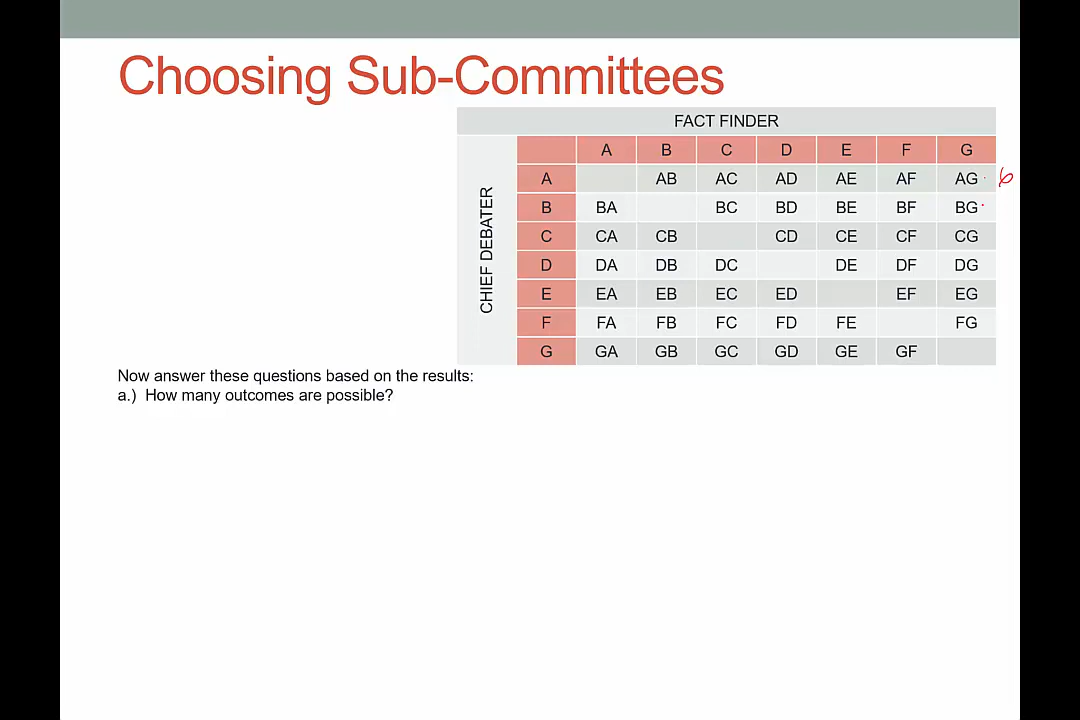 Choosing Sub-Committees
FACT FINDER
CHIEF DEBATER
A B C D E F G
A AB AC AD AE AF AG 6
B BA BC BD BE BF BG
C CA CB CD CE CF CG
D DA DB DC DE DF DG
E EA EB EC ED EF EG
F FA FB FC FD FE FG
G GA GB GC GD GE GF
Now answer these questions based on the results:
a.) How many outcomes are possible?